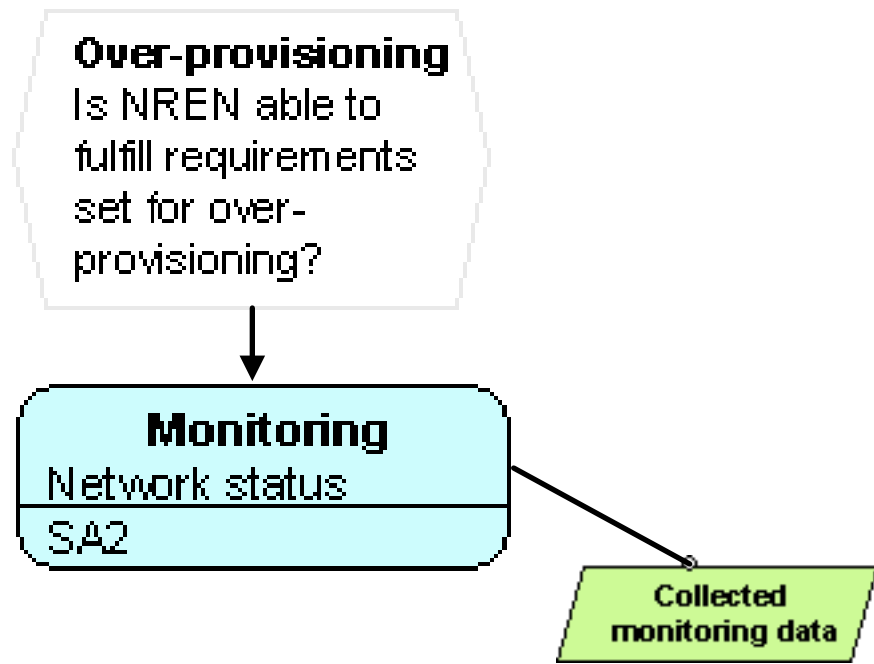 Over-provisioning
Is NREN able to
fulfill requirements
set for over-
provisioning?
Monitoring
Network status
SA2
Collected
monitoring data